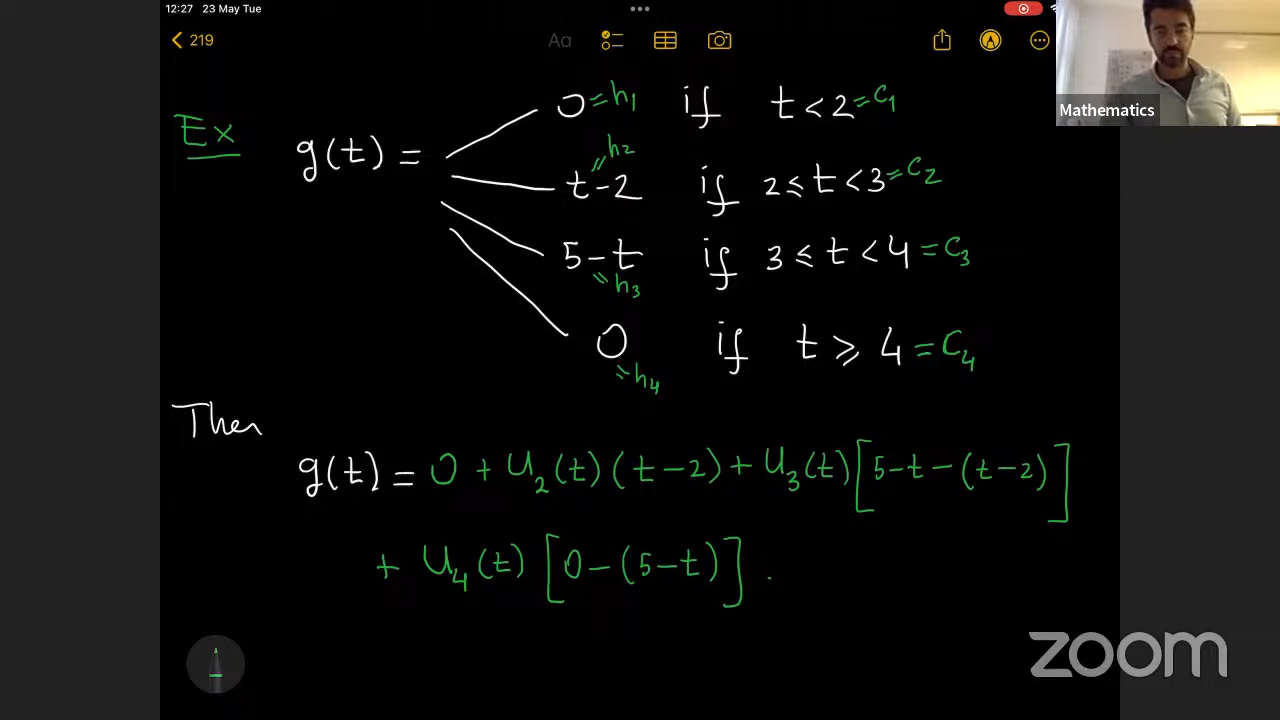 12:27 23 May Tue
219
Aa
Mathematics
Ex
g(t) =
0 = h₁ if t < 2 = c₁
t - 2 = h₂ if 2 ≤ t < 3 = c₂
5 - t = h₃ if 3 ≤ t < 4 = c₃
0 = h₄ if t ≥ 4 = c₄
Then
g(t) = 0 + u₂(t)(t-2) + u₃(t)[5-t-(t-2)]
+ u₄(t)[0-(5-t)].
zoom